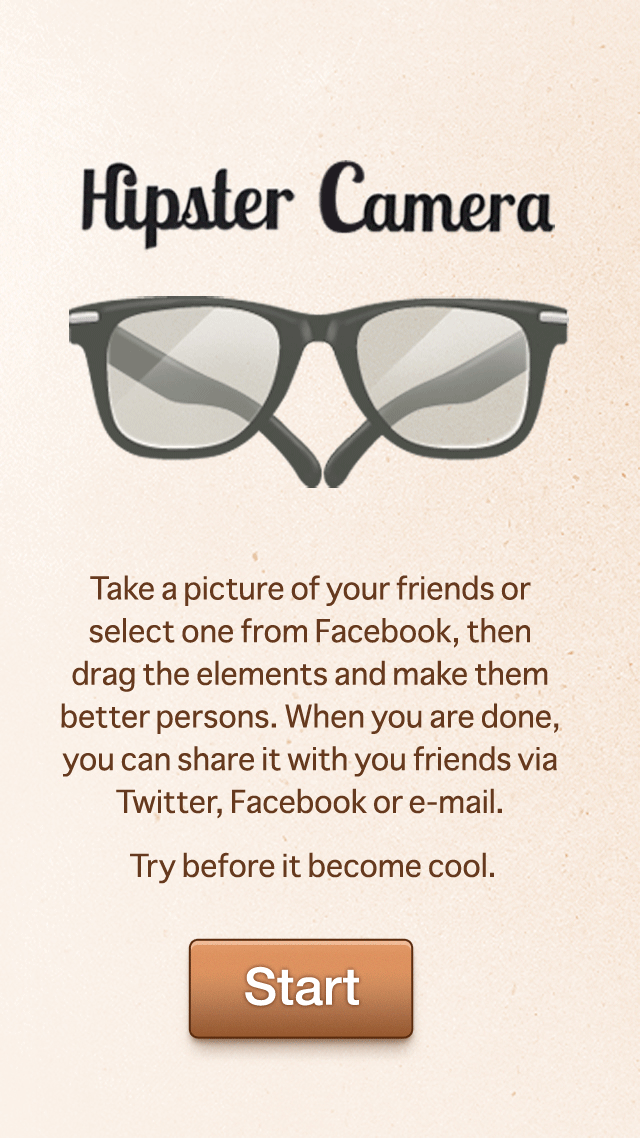 Hipster Camera
Take a picture of your friends or
select one from Facebook, then
drag the elements and make them
better persons. When you are done,
you can share it with you friends via
Twitter, Facebook or e-mail.
Try before it become cool.
Start